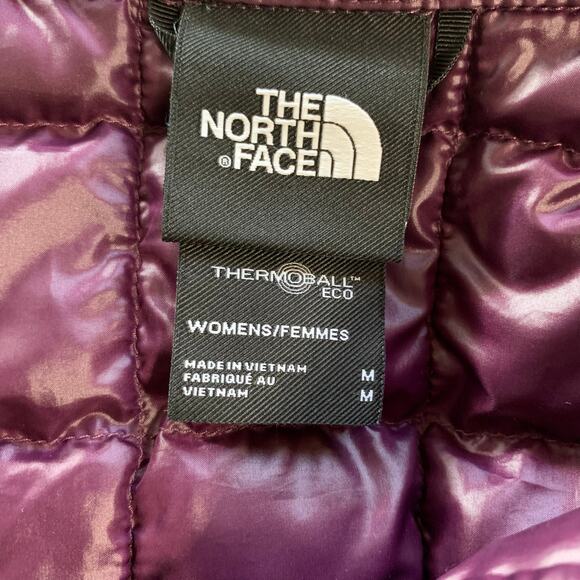 THE
NORTH
® FACE
THERMOBALL™
ECO
WOMENS/FEMMES
MADE IN VIETNAM M
FABRIQUÉ AU
VIETNAM M